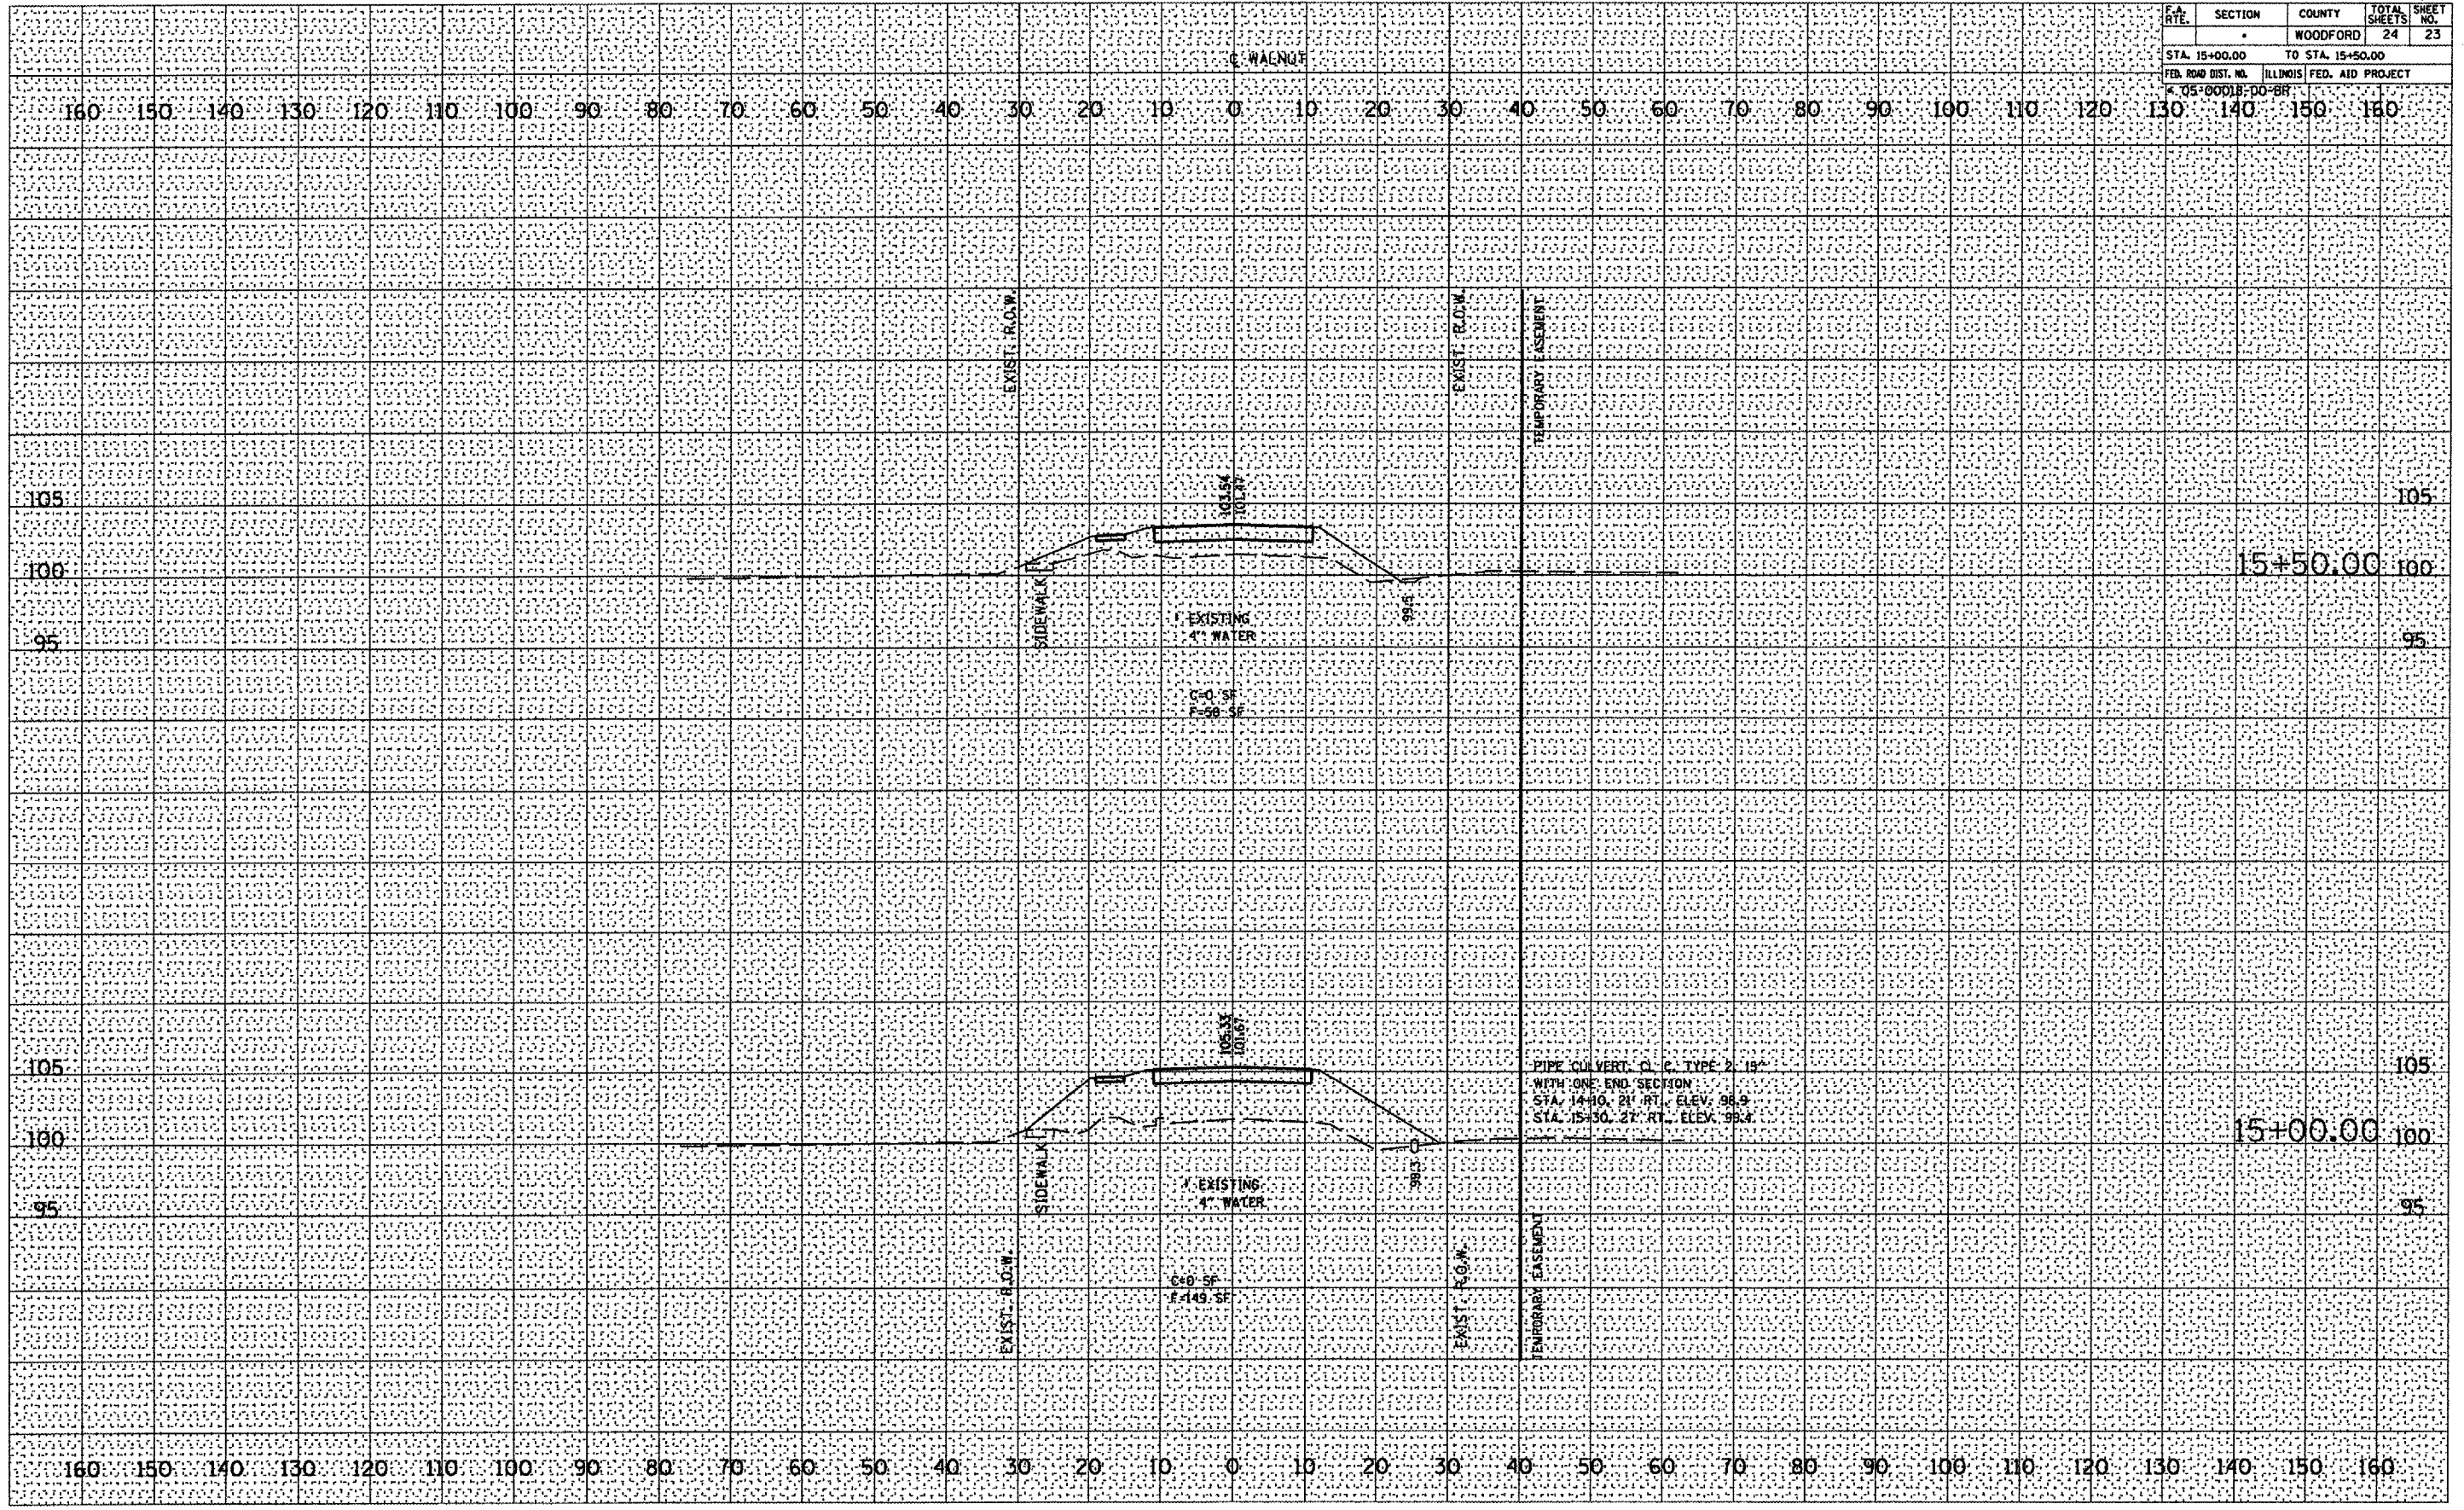 F.A. RTE. SECTION COUNTY TOTAL SHEETS SHEET NO.
* WOODFORD 24 23
STA. 15+00.00 TO STA. 15+50.00
FED. ROAD DIST. NO. ILLINOIS FED. AID PROJECT
* 05-00018-00-BR
℄ WALNUT
160 150 140 130 120 110 100 90 80 70 60 50 40 30 20 10 0 10 20 30 40 50 60 70 80 90 100 110 120 130 140 150 160
EXIST. R.O.W.
EXIST. R.O.W.
TEMPORARY EASEMENT
103.54
101.47
105 105
100 15+50.00 100
95 95
SIDEWALK
99.6
EXISTING
4" WATER
C=0 SF
F=58 SF
105.33
101.67
105 105
PIPE CULVERT, CL C, TYPE 2, 15"
WITH ONE END SECTION
STA. 14+10, 21' RT., ELEV. 98.9
STA. 15+30, 27' RT., ELEV. 99.4
100 15+00.00 100
95 95
SIDEWALK
99.3
EXISTING
4" WATER
C=0 SF
F=149 SF
EXIST. R.O.W.
EXIST. R.O.W.
TEMPORARY EASEMENT
160 150 140 130 120 110 100 90 80 70 60 50 40 30 20 10 0 10 20 30 40 50 60 70 80 90 100 110 120 130 140 150 160